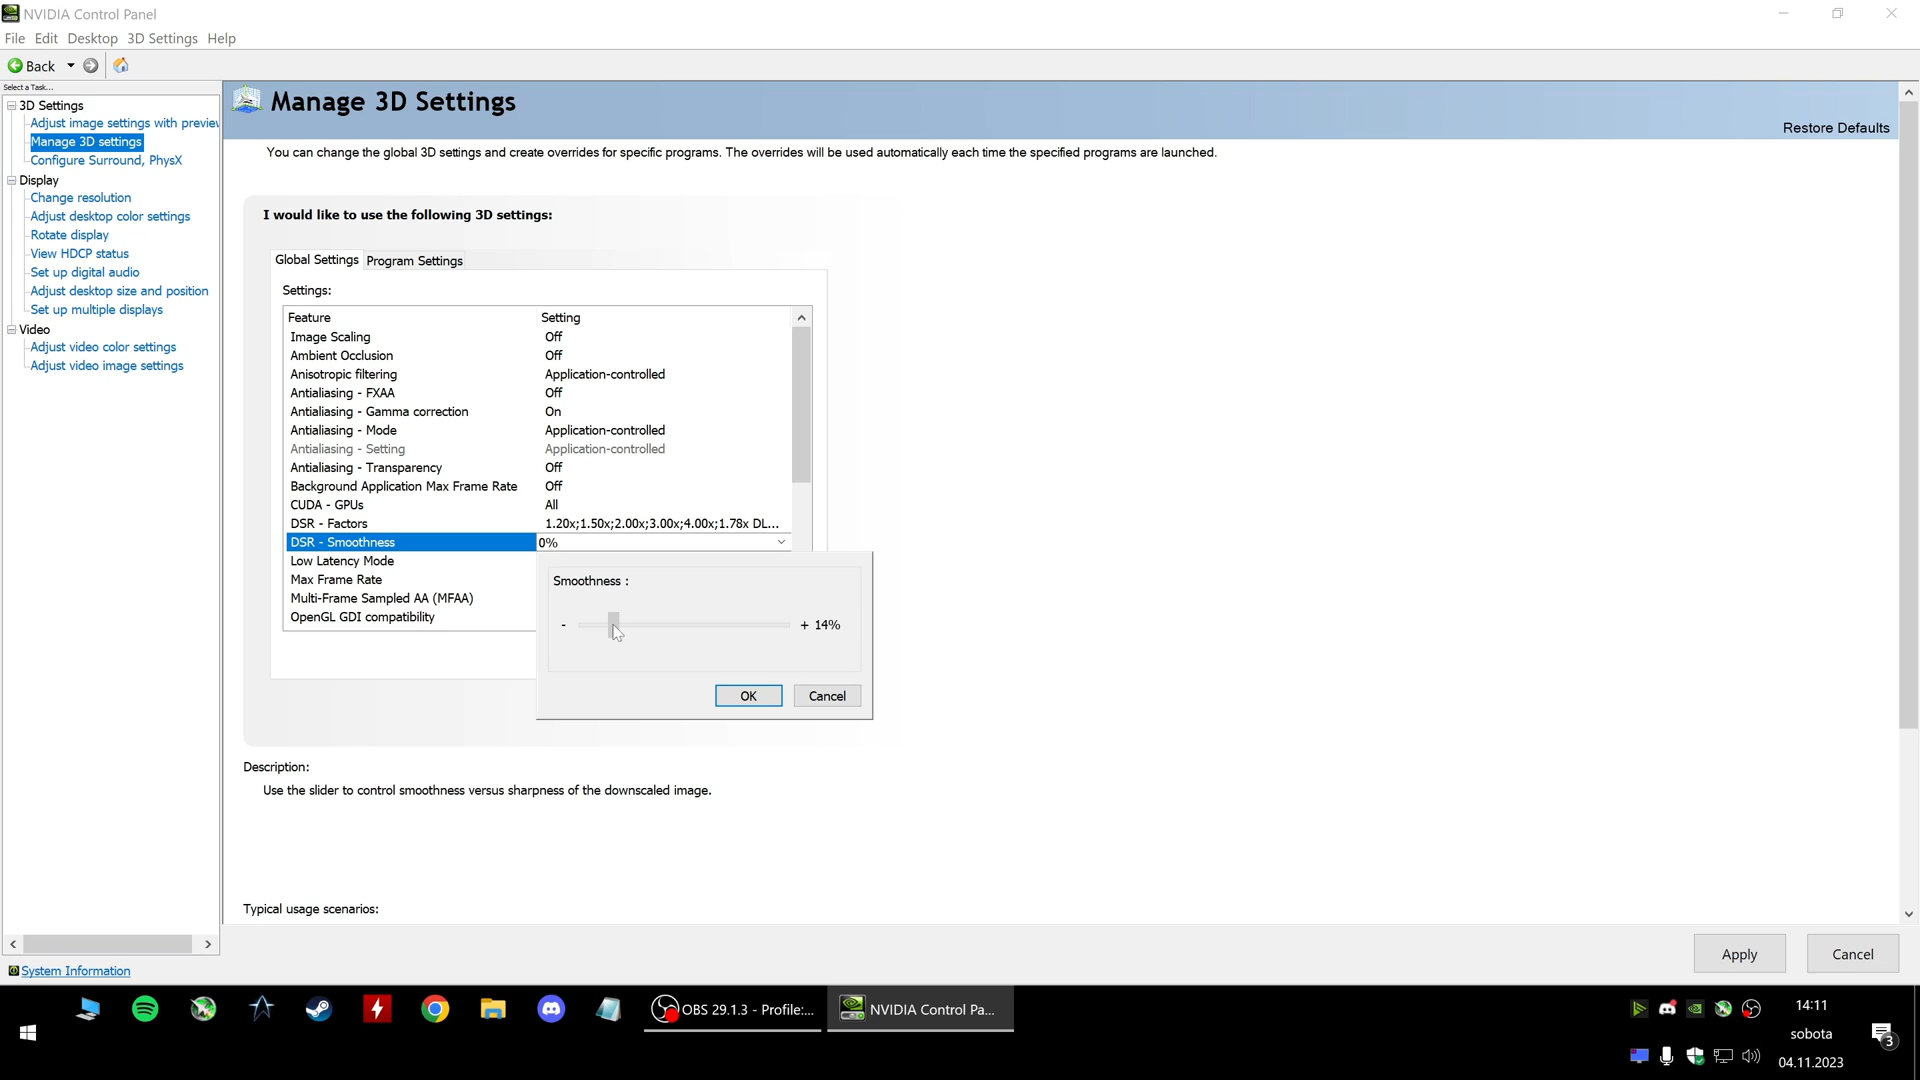 NVIDIA Control Panel
File Edit Desktop 3D Settings Help
Back
Select a Task...
3D Settings
Adjust image settings with preview
Manage 3D settings
Configure Surround, PhysX
Display
Change resolution
Adjust desktop color settings
Rotate display
View HDCP status
Set up digital audio
Adjust desktop size and position
Set up multiple displays
Video
Adjust video color settings
Adjust video image settings
System Information
Manage 3D Settings
Restore Defaults
You can change the global 3D settings and create overrides for specific programs. The overrides will be used automatically each time the specified programs are launched.
I would like to use the following 3D settings:
Global Settings Program Settings
Settings:
Feature Setting
Image Scaling Off
Ambient Occlusion Off
Anisotropic filtering Application-controlled
Antialiasing - FXAA Off
Antialiasing - Gamma correction On
Antialiasing - Mode Application-controlled
Antialiasing - Setting Application-controlled
Antialiasing - Transparency Off
Background Application Max Frame Rate Off
CUDA - GPUs All
DSR - Factors 1.20x;1.50x;2.00x;3.00x;4.00x;1.78x DL...
DSR - Smoothness 0%
Low Latency Mode
Max Frame Rate
Multi-Frame Sampled AA (MFAA)
OpenGL GDI compatibility
Smoothness :
- + 14%
OK Cancel
Description:
Use the slider to control smoothness versus sharpness of the downscaled image.
Typical usage scenarios:
Apply Cancel
OBS 29.1.3 - Profile:...
NVIDIA Control Pa...
14:11
sobota
04.11.2023
3